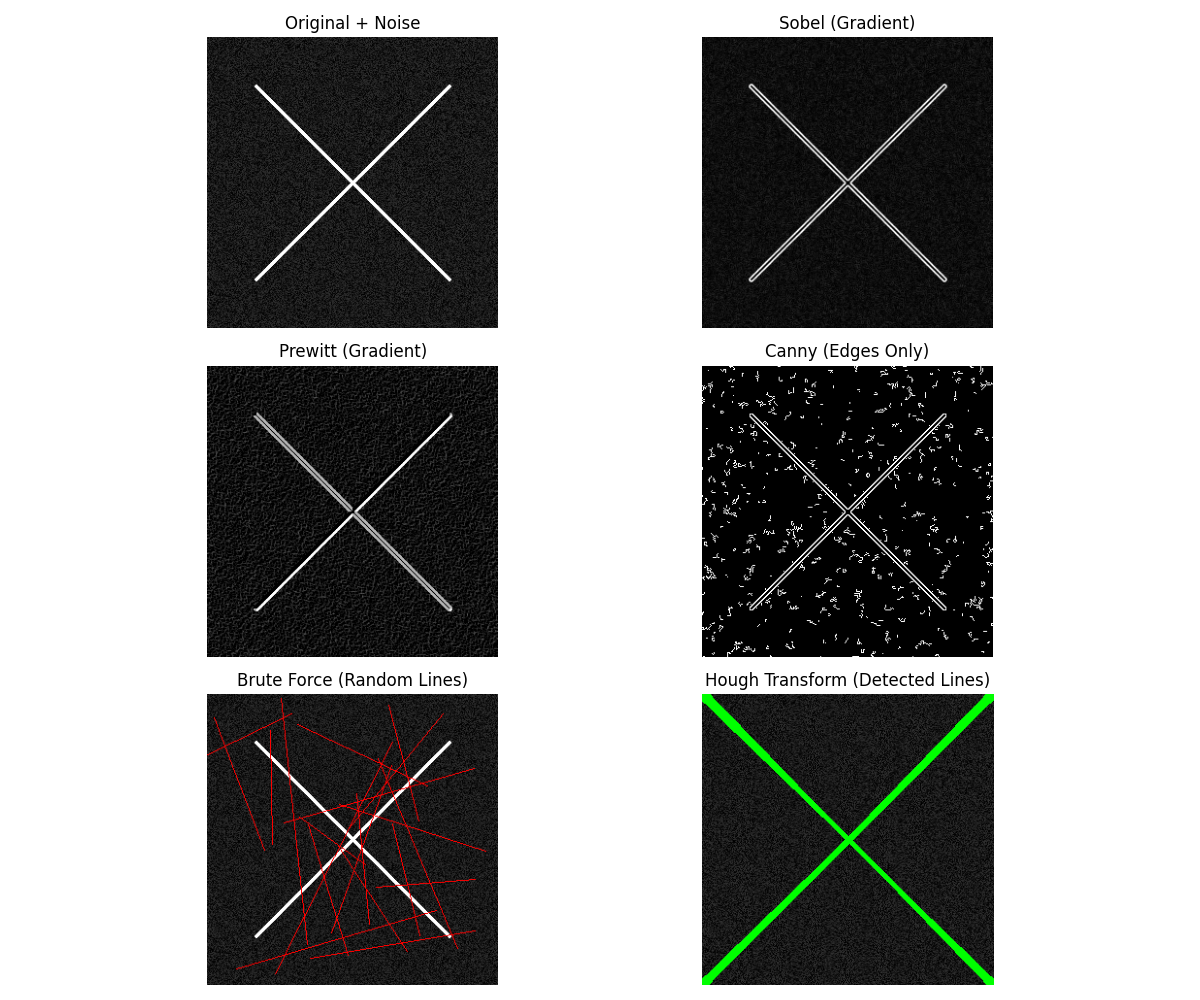 Original + Noise
Sobel (Gradient)
Prewitt (Gradient)
Canny (Edges Only)
Brute Force (Random Lines)
Hough Transform (Detected Lines)